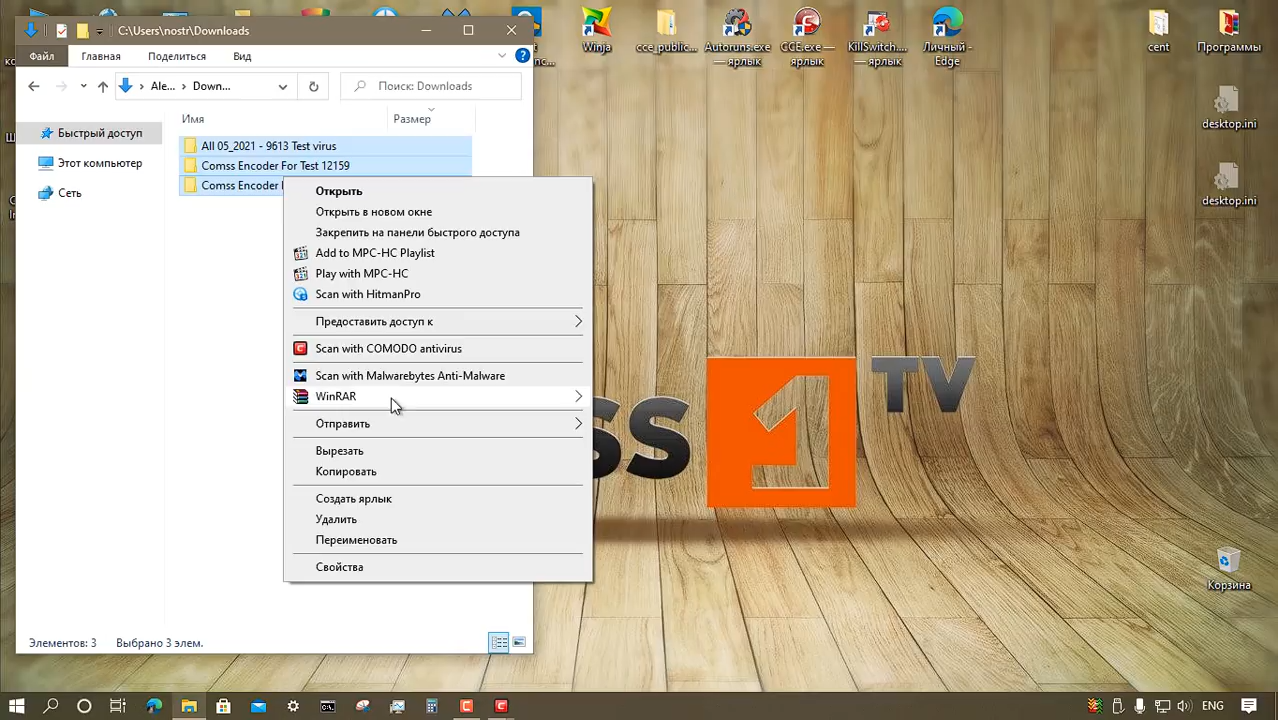 C:\Users\nostr\Downloads
Файл Главная Поделиться Вид
Ale... Down... Поиск: Downloads
Имя Размер
Быстрый доступ
Этот компьютер
Сеть
All 05_2021 - 9613 Test virus
Comss Encoder For Test 12159
Comss Encoder
Открыть
Открыть в новом окне
Закрепить на панели быстрого доступа
Add to MPC-HC Playlist
Play with MPC-HC
Scan with HitmanPro
Предоставить доступ к
Scan with COMODO antivirus
Scan with Malwarebytes Anti-Malware
WinRAR
Отправить
Вырезать
Копировать
Создать ярлык
Удалить
Переименовать
Свойства
Элементов: 3 Выбрано 3 элем.
Winja
cce_public...
Autoruns.exe — ярлык
CCE.exe — ярлык
KillSwitch.... — ярлык
Личный - Edge
cent
Программы
desktop.ini
desktop.ini
SS 1 TV
Корзина
ENG